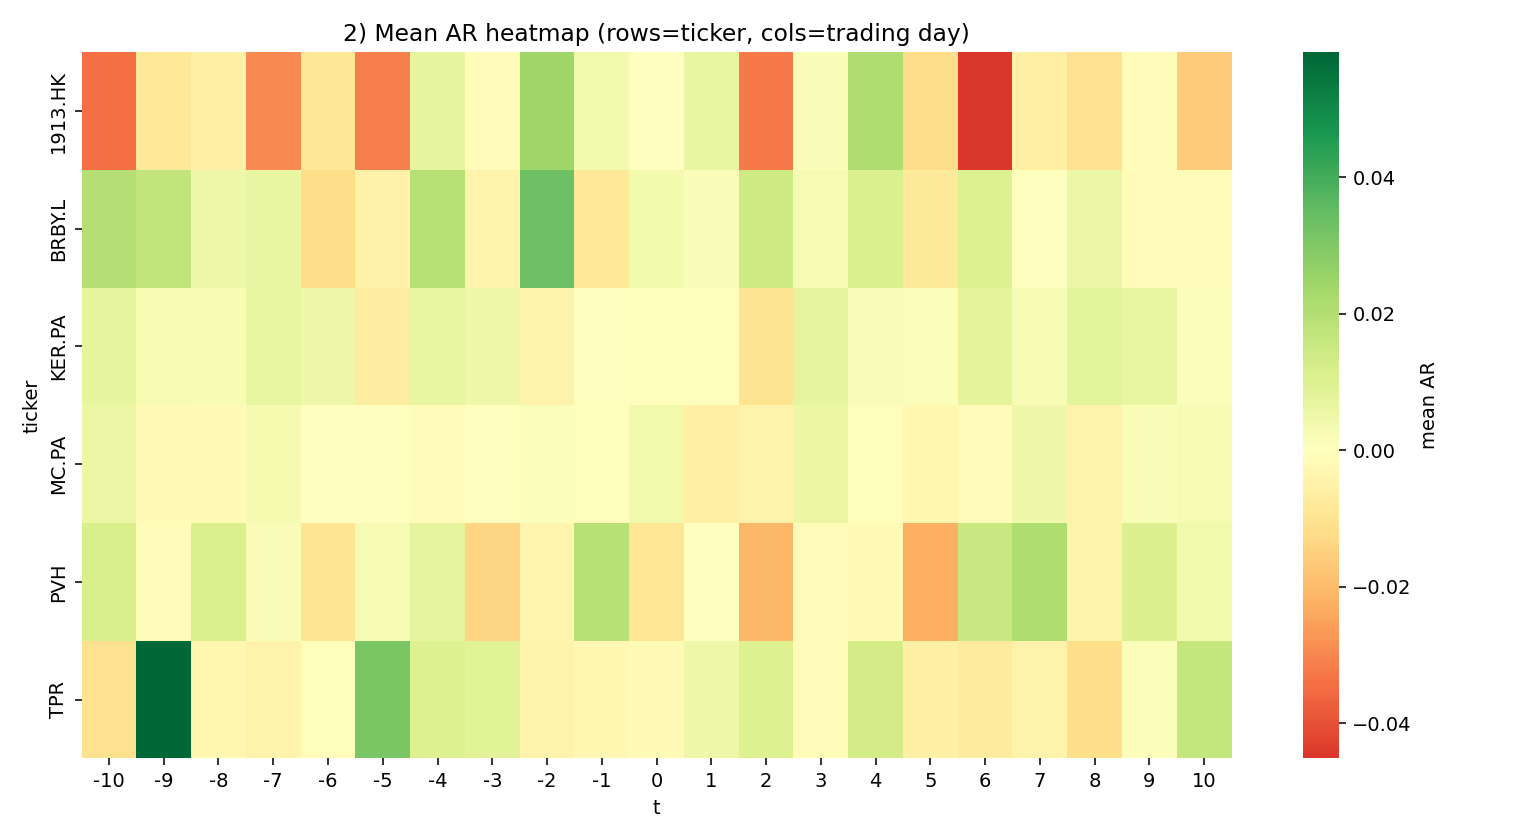 2) Mean AR heatmap (rows=ticker, cols=trading day)
ticker
1913.HK
BRBY.L
KER.PA
MC.PA
PVH
TPR
-10 -9 -8 -7 -6 -5 -4 -3 -2 -1 0 1 2 3 4 5 6 7 8 9 10
t
0.04
0.02
0.00
−0.02
−0.04
mean AR